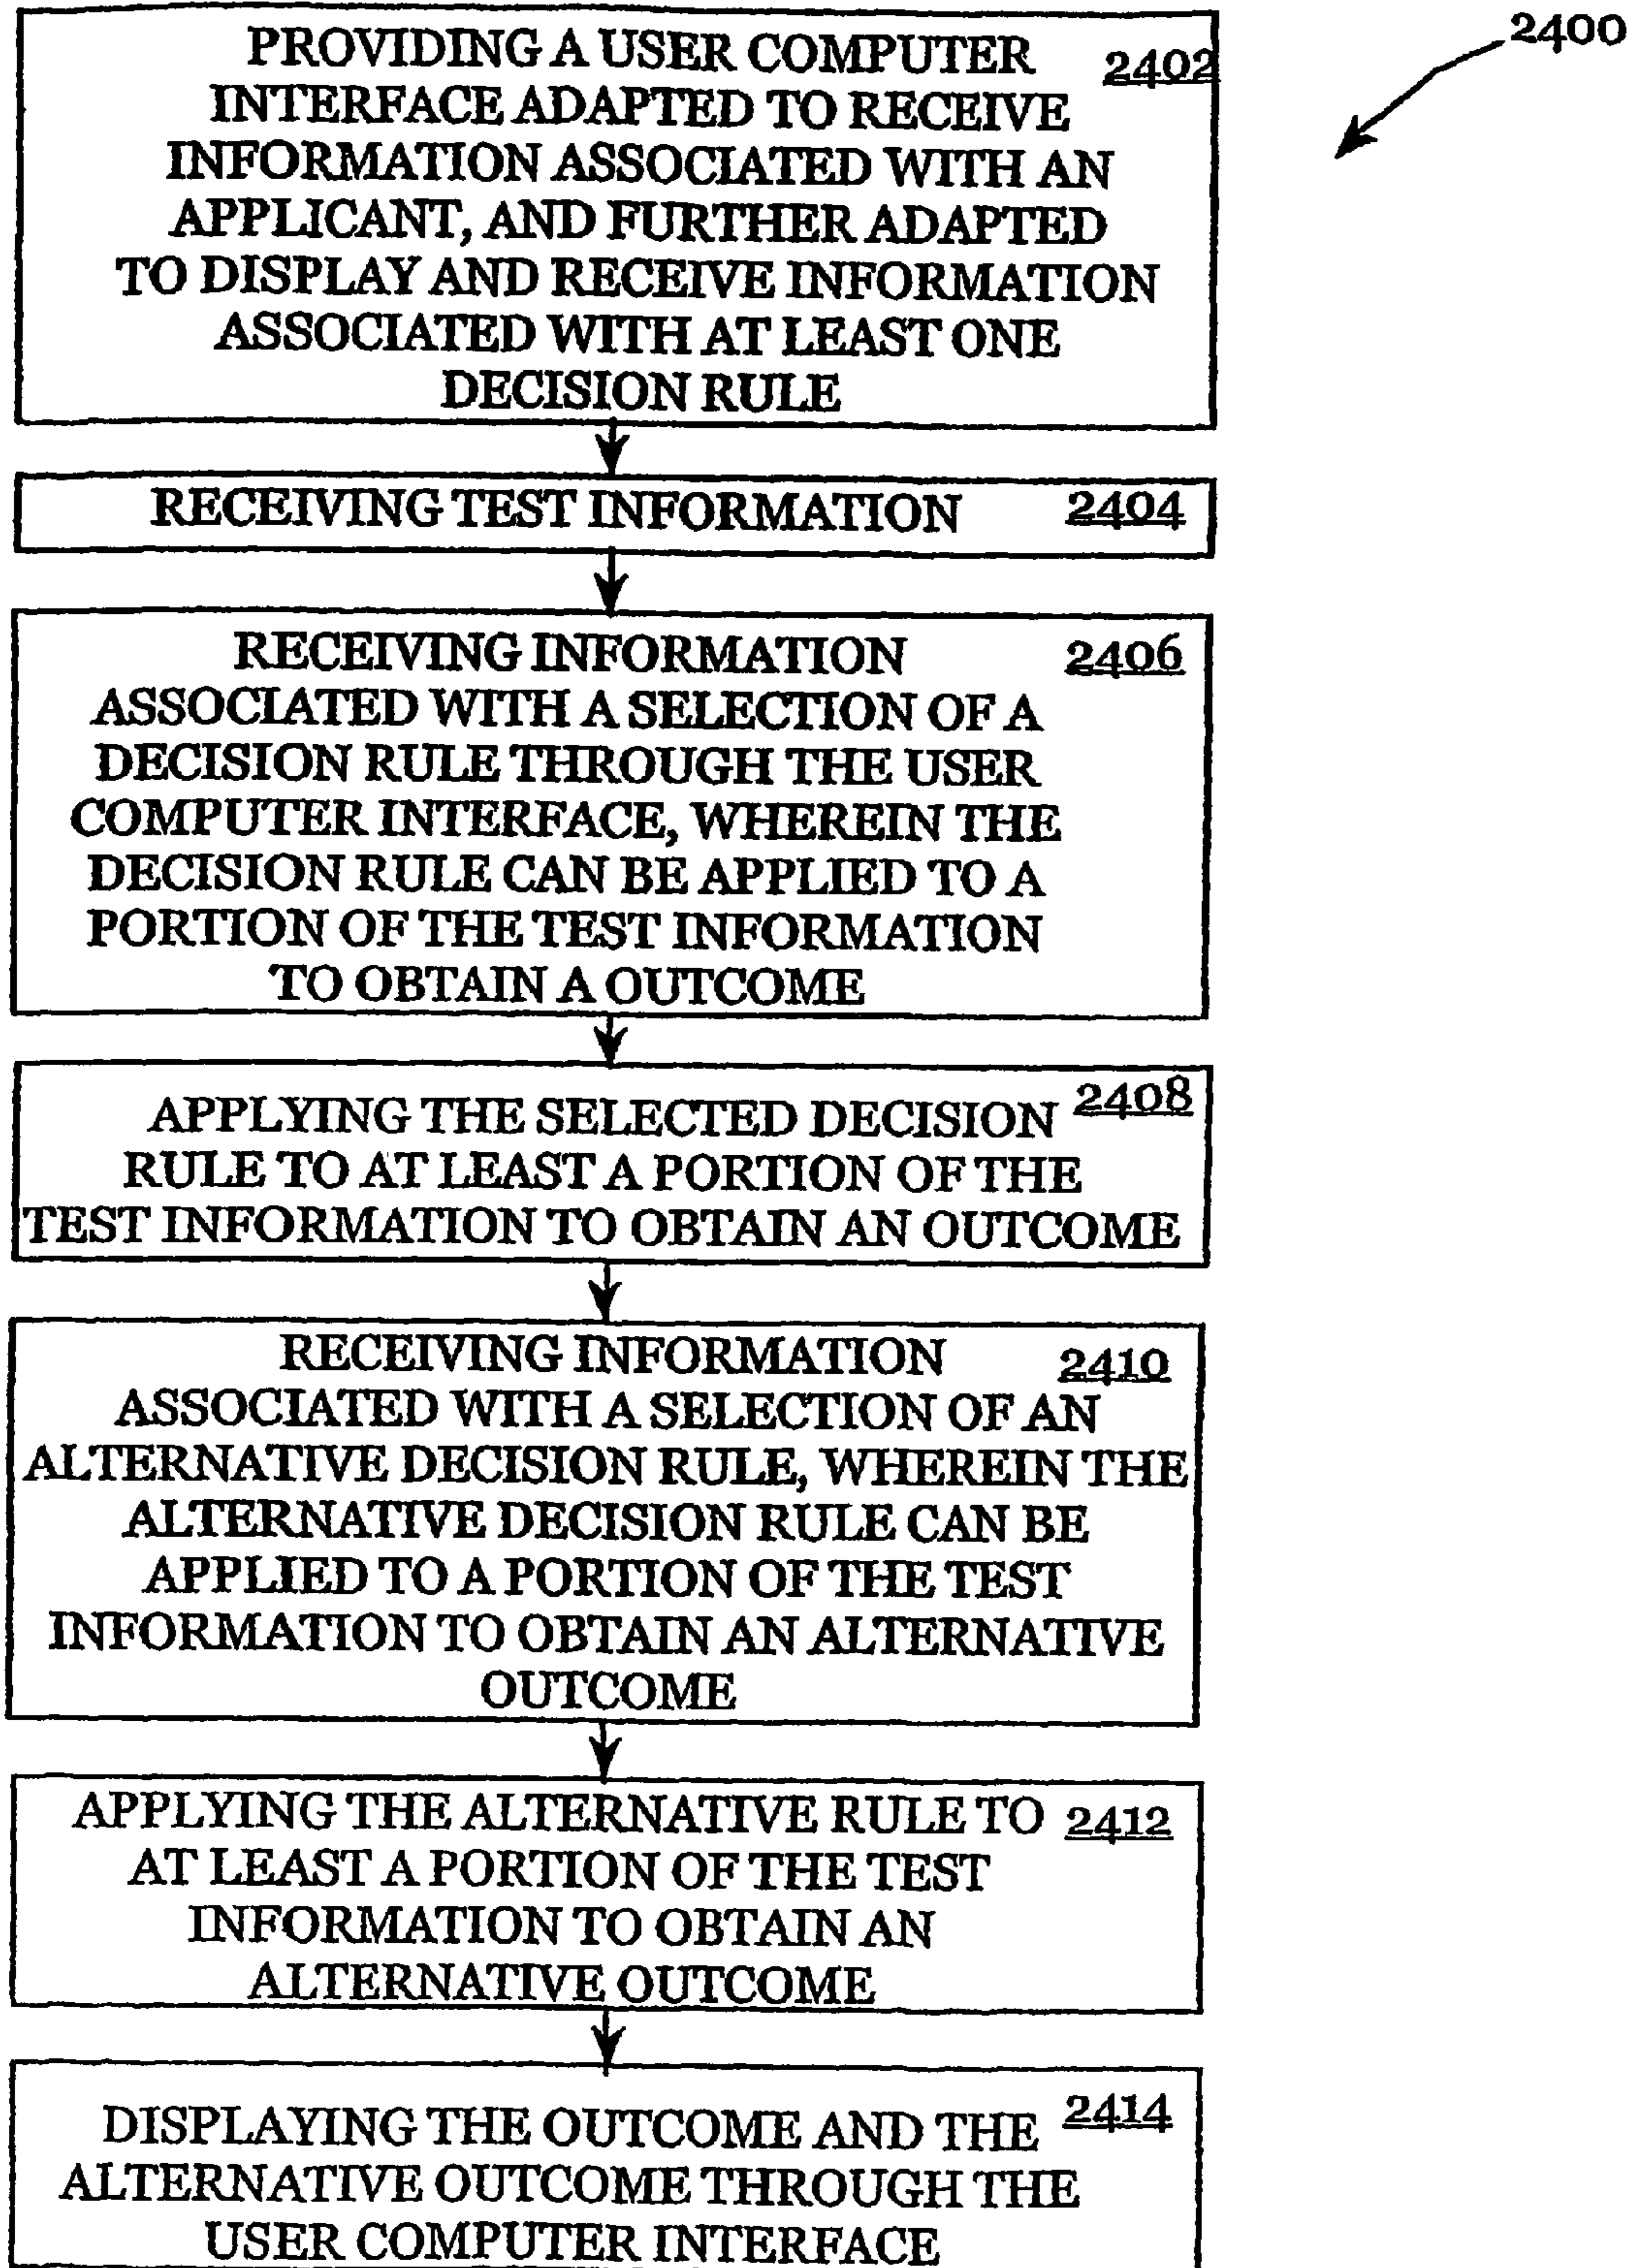 2400
PROVIDING A USER COMPUTER 2402
INTERFACE ADAPTED TO RECEIVE
INFORMATION ASSOCIATED WITH AN
APPLICANT, AND FURTHER ADAPTED
TO DISPLAY AND RECEIVE INFORMATION
ASSOCIATED WITH AT LEAST ONE
DECISION RULE
RECEIVING TEST INFORMATION 2404
RECEIVING INFORMATION 2406
ASSOCIATED WITH A SELECTION OF A
DECISION RULE THROUGH THE USER
COMPUTER INTERFACE, WHEREIN THE
DECISION RULE CAN BE APPLIED TO A
PORTION OF THE TEST INFORMATION
TO OBTAIN A OUTCOME
APPLYING THE SELECTED DECISION 2408
RULE TO AT LEAST A PORTION OF THE
TEST INFORMATION TO OBTAIN AN OUTCOME
RECEIVING INFORMATION 2410
ASSOCIATED WITH A SELECTION OF AN
ALTERNATIVE DECISION RULE, WHEREIN THE
ALTERNATIVE DECISION RULE CAN BE
APPLIED TO A PORTION OF THE TEST
INFORMATION TO OBTAIN AN ALTERNATIVE
OUTCOME
APPLYING THE ALTERNATIVE RULE TO 2412
AT LEAST A PORTION OF THE TEST
INFORMATION TO OBTAIN AN
ALTERNATIVE OUTCOME
DISPLAYING THE OUTCOME AND THE 2414
ALTERNATIVE OUTCOME THROUGH THE
USER COMPUTER INTERFACE